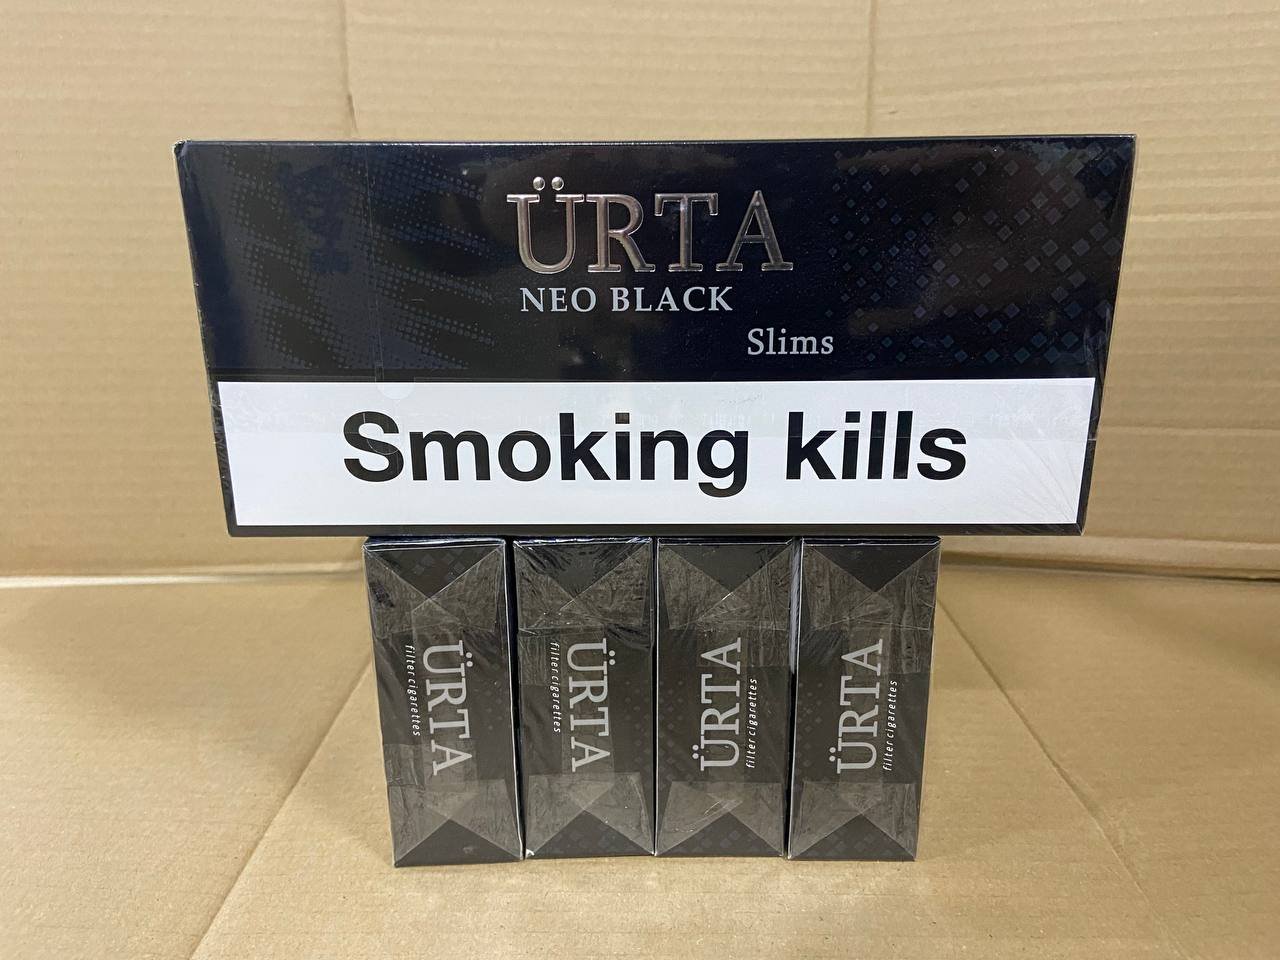 ÜRTA
NEO BLACK
Slims
Smoking kills
ÜRTA
filter cigarettes
ÜRTA
filter cigarettes
ÜRTA
filter cigarettes
ÜRTA
filter cigarettes